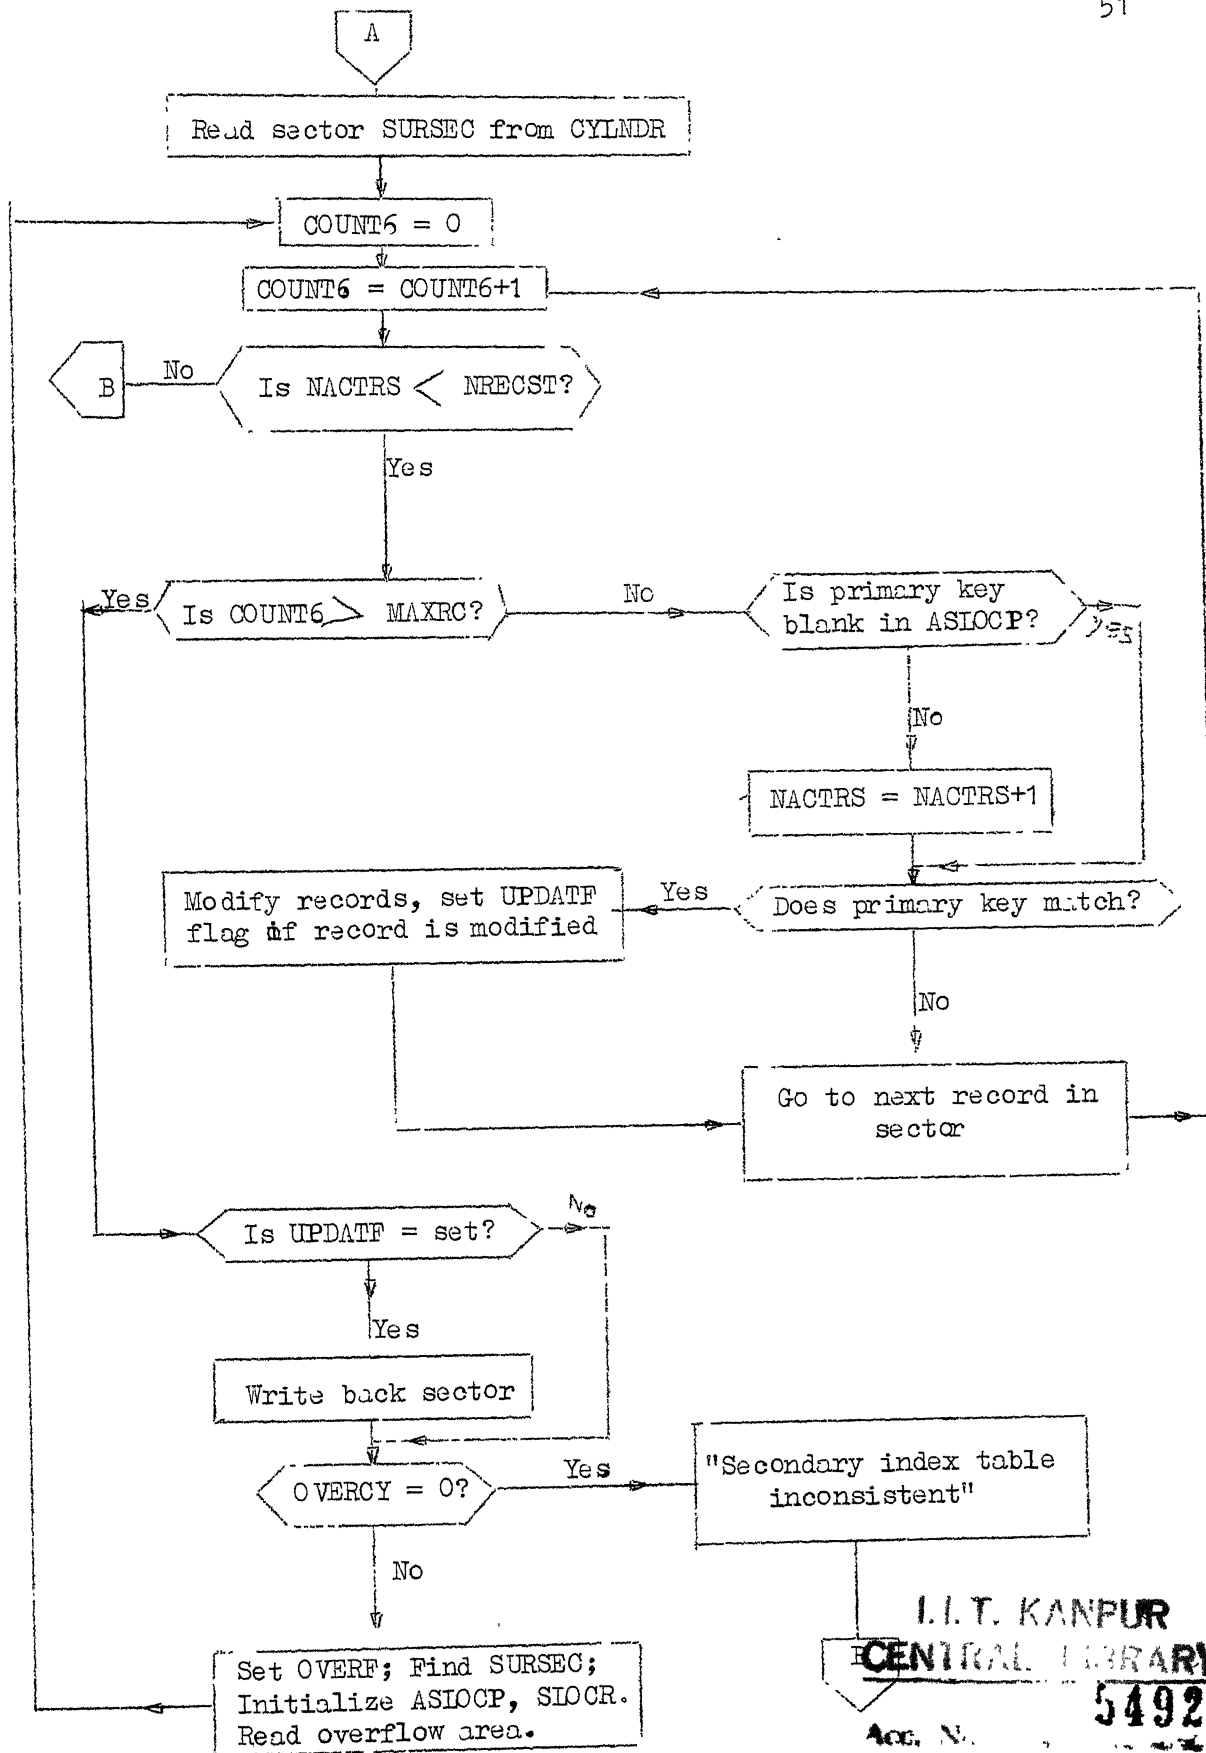 57
A
Read sector SURSEC from CYLNDR
COUNT6 = 0
COUNT6 = COUNT6+1
B
No
Is NACTRS < NRECST?
Yes
Yes
Is COUNT6 > MAXRC?
No
Is primary key
blank in ASLOCP?
Yes
No
NACTRS = NACTRS+1
Modify records, set UPDATF
flag if record is modified
Yes
Does primary key match?
No
Go to next record in
sector
Is UPDATF = set?
No
Yes
Write back sector
OVERCY = 0?
Yes
"Secondary index table
inconsistent"
No
Set OVERF; Find SURSEC;
Initialize ASLOCP, SLOCR.
Read overflow area.
I.I.T. KANPUR
CENTRAL LIBRARY
5492
Acc. No.